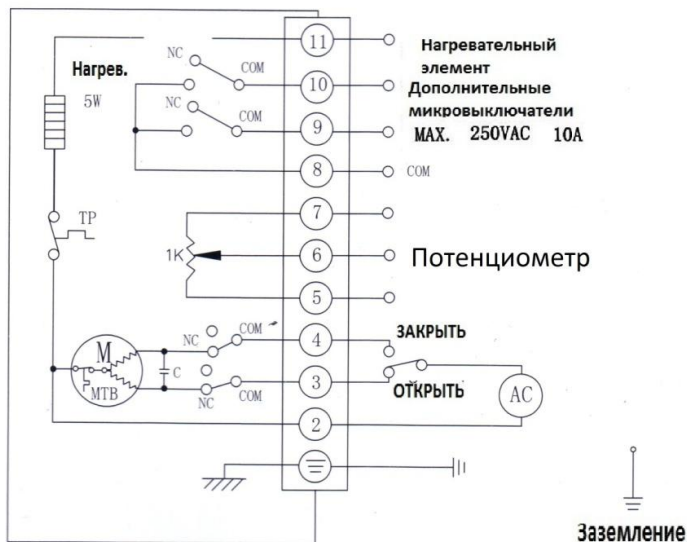 11
Нагревательный
элемент
Нагрев.
NC
COM
10
Дополнительные
микровыключатели
5W
NC
COM
9
MAX. 250VAC 10A
8
COM
7
TP
1K
6
Потенциометр
5
ЗАКРЫТЬ
COM
4
NC
M
C
MTB
NC
COM
3
ОТКРЫТЬ
AC
2
Заземление